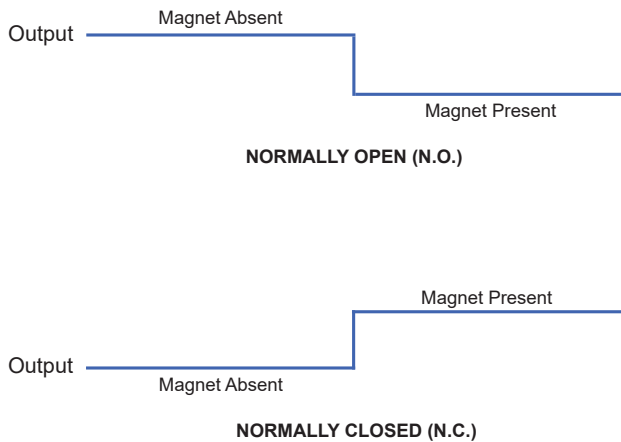 Magnet Absent
Output
Magnet Present
NORMALLY OPEN (N.O.)
Magnet Present
Output
Magnet Absent
NORMALLY CLOSED (N.C.)